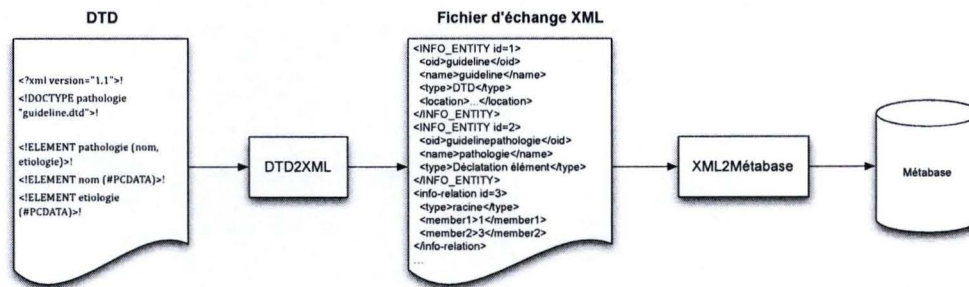 DTD
<?xml version="1.1">!
<!DOCTYPE pathologie
"guideline.dtd">!
<!ELEMENT pathologie (nom,
etiologie)>!
<!ELEMENT nom (#PCDATA)>!
<!ELEMENT etiologie
(#PCDATA)>!
DTD2XML
Fichier d'échange XML
<INFO_ENTITY id=1>
<oid>guideline</oid>
<name>guideline</name>
<type>DTD</type>
<location>...</location>
</INFO_ENTITY>
<INFO_ENTITY id=2>
<oid>guidelinepathologie</oid>
<name>pathologie</name>
<type>Déclatation élément</type>
</INFO_ENTITY>
<info-relation id=3>
<type>racine</type>
<member1>1</member1>
<member2>3</member2>
</info-relation>
...
XML2Métabase
Métabase